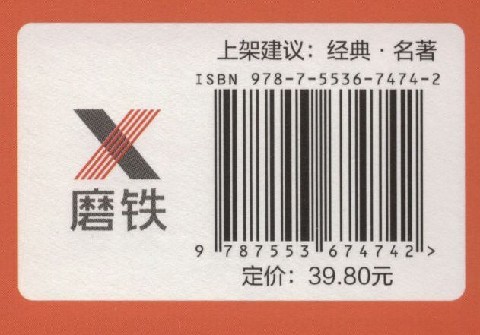 上架建议：经典·名著
ISBN 978-7-5536-7474-2
磨铁
9 787553 674742 >
定价：39.80元